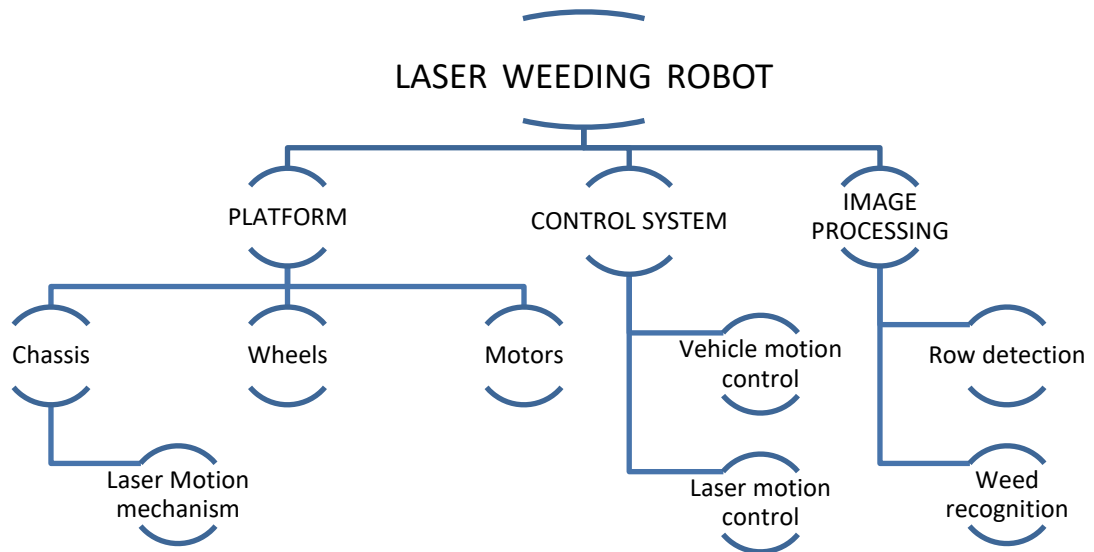 LASER WEEDING ROBOT
PLATFORM
CONTROL SYSTEM
IMAGE
PROCESSING
Chassis
Wheels
Motors
Vehicle motion
control
Row detection
Laser Motion
mechanism
Laser motion
control
Weed
recognition